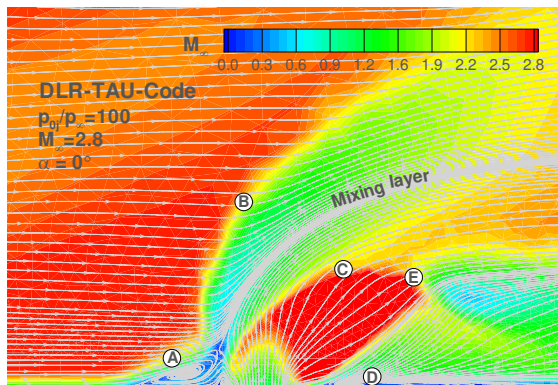 M∞
0.0 0.3 0.6 0.9 1.2 1.6 1.9 2.2 2.5 2.8
DLR-TAU-Code
p0j/p∞=100
M∞=2.8
α = 0°
B
Mixing layer
C
E
A
D